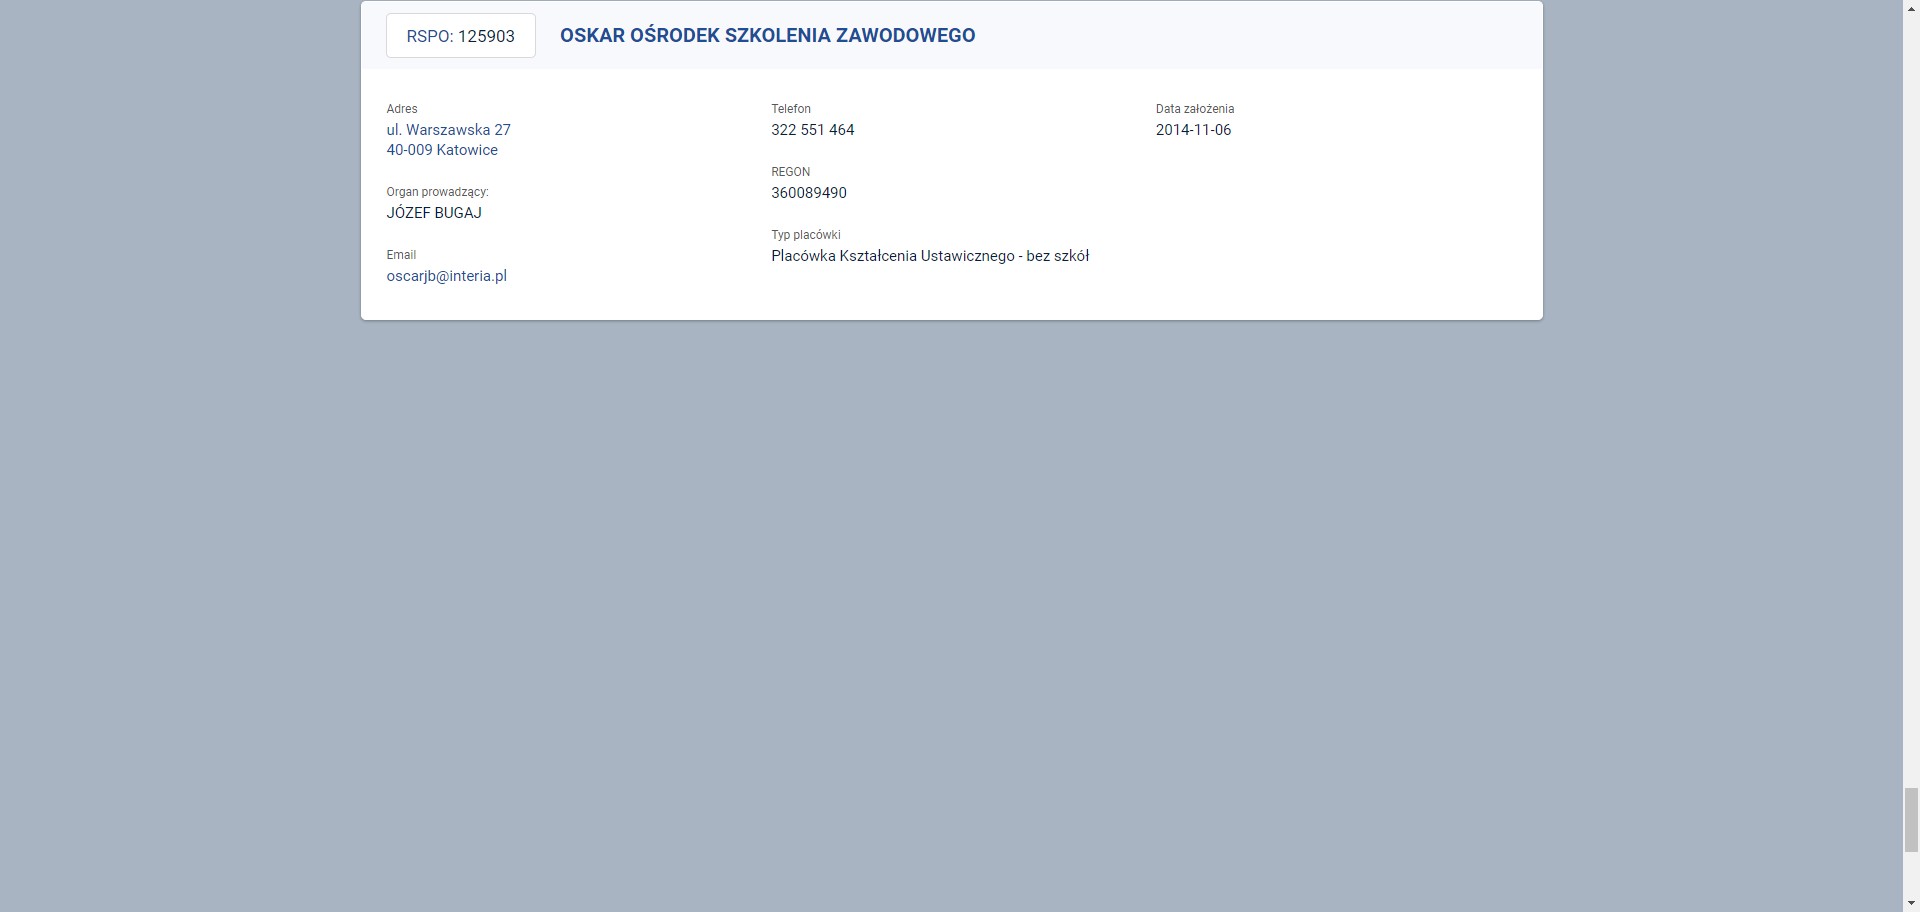 RSPO: 125903
OSKAR OŚRODEK SZKOLENIA ZAWODOWEGO
Adres
ul. Warszawska 27
40-009 Katowice
Organ prowadzący:
JÓZEF BUGAJ
Email
oscarjb@interia.pl
Telefon
322 551 464
REGON
360089490
Typ placówki
Placówka Kształcenia Ustawicznego - bez szkół
Data założenia
2014-11-06